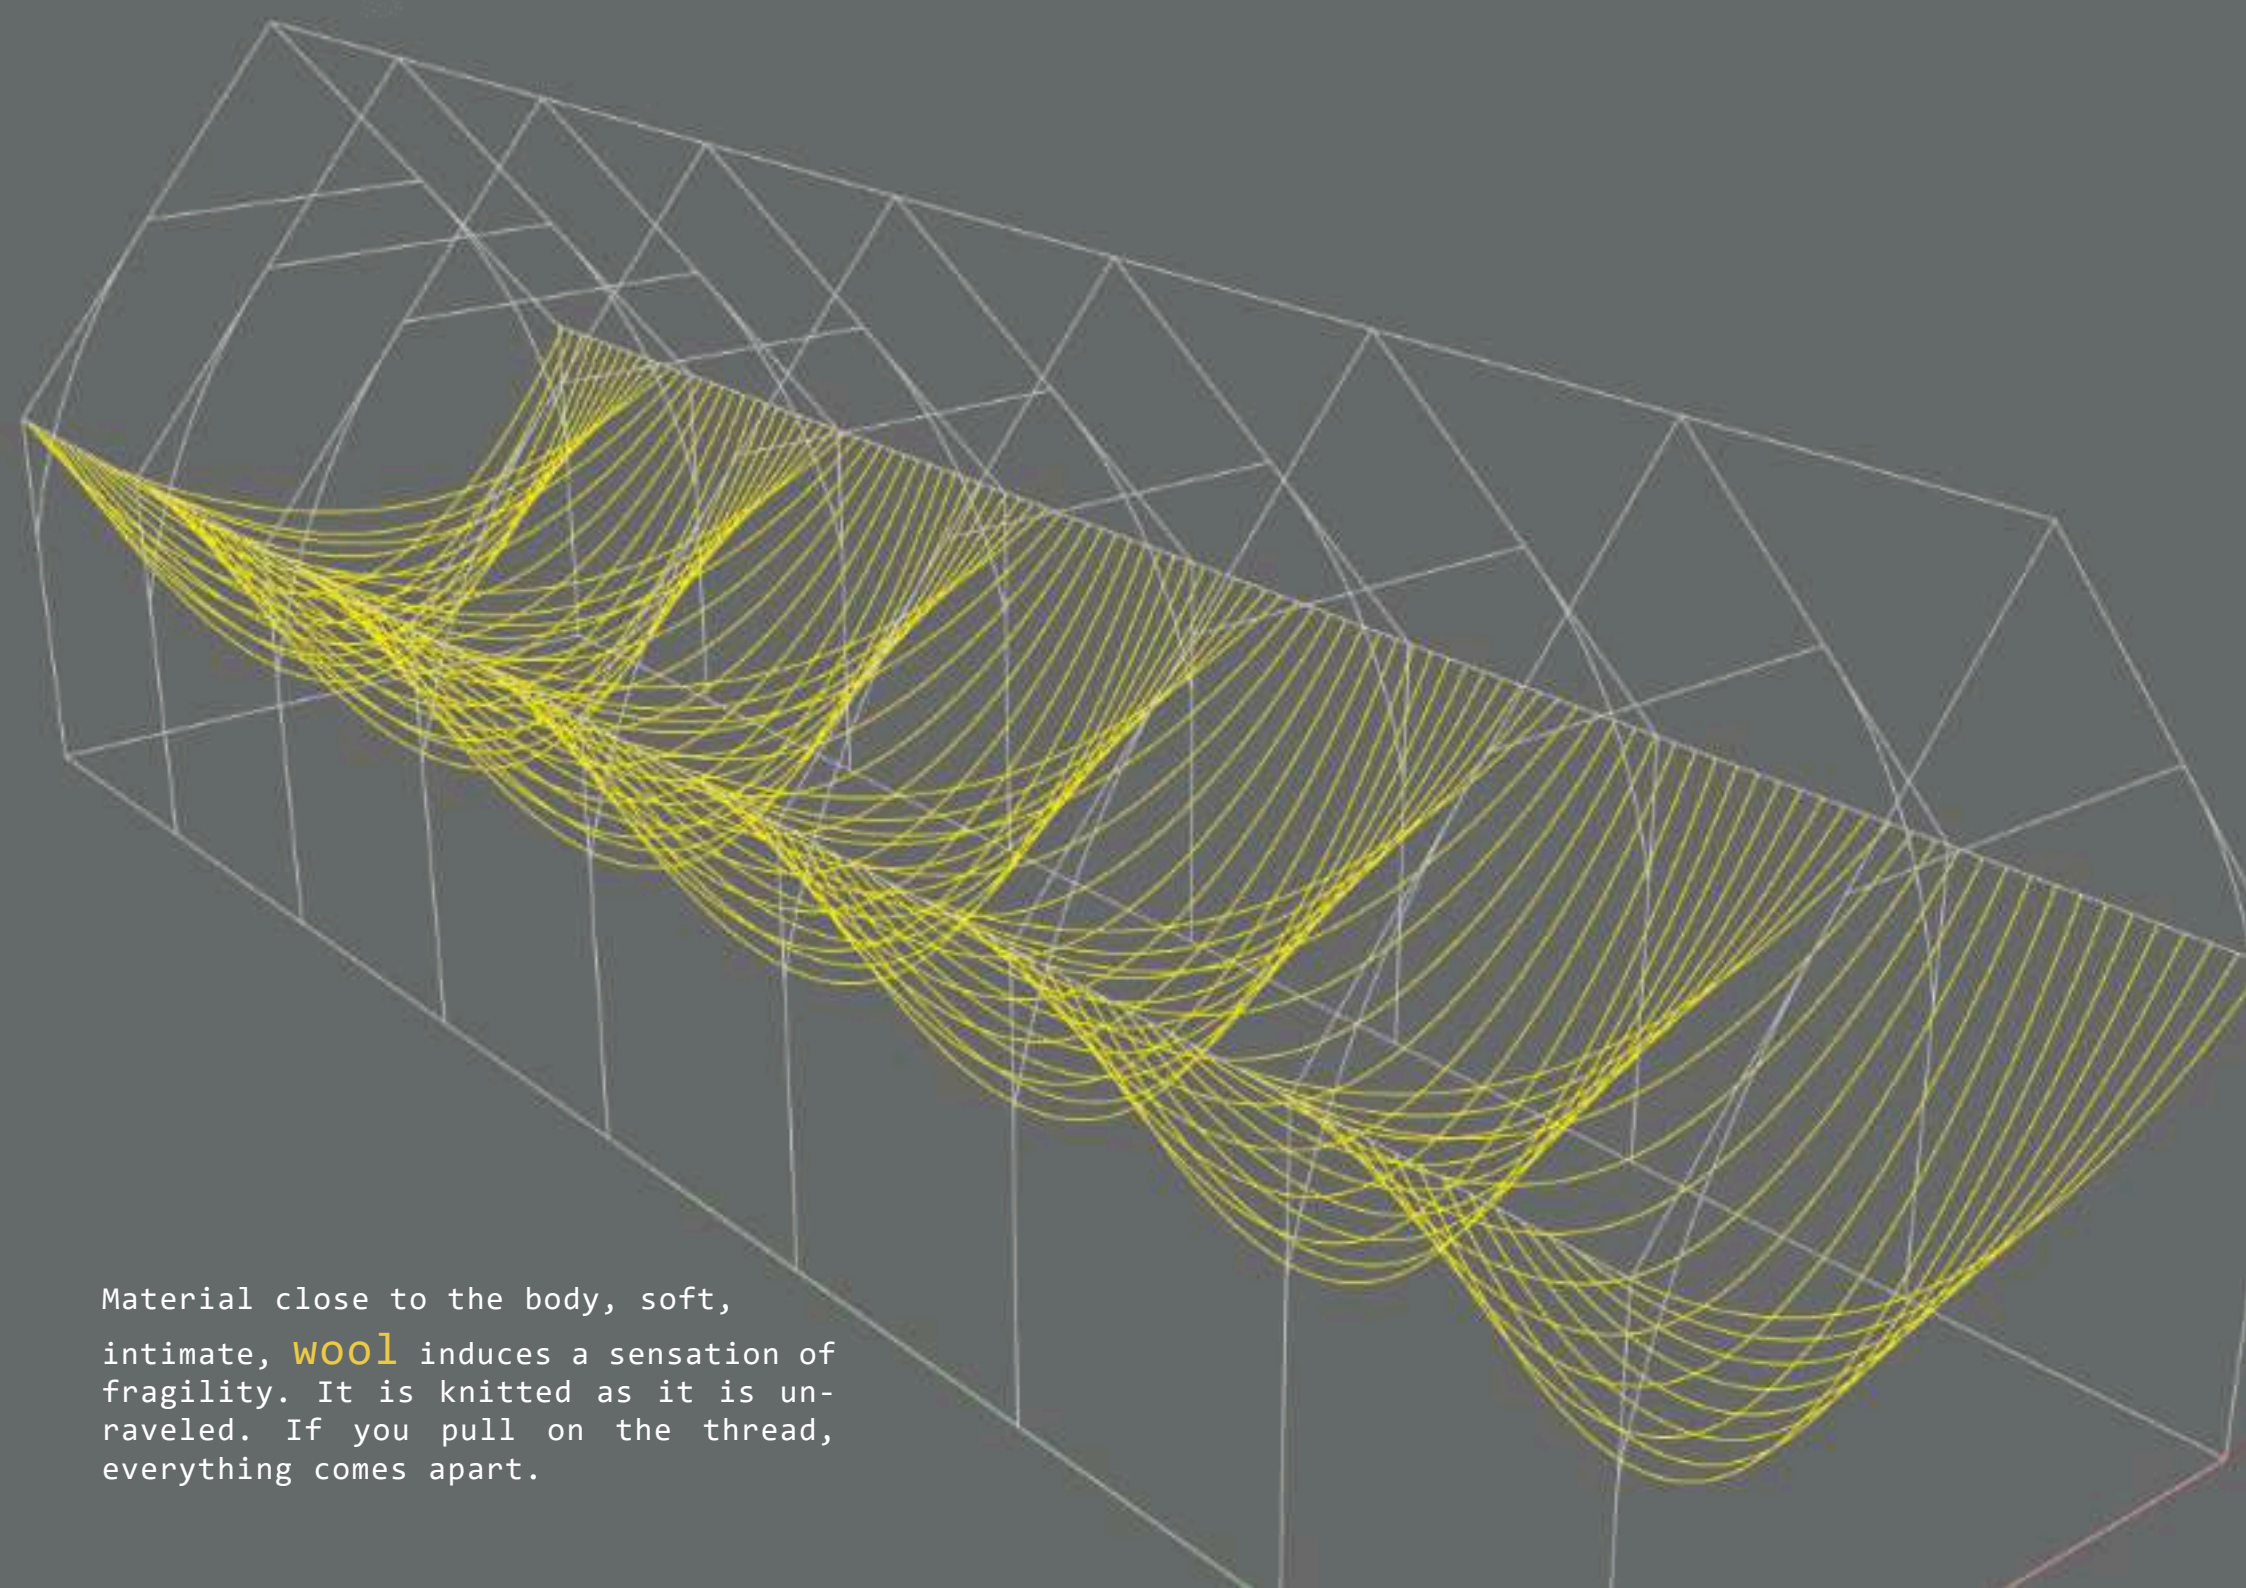 Material close to the body, soft,
intimate, wool induces a sensation of
fragility. It is knitted as it is un-
raveled. If you pull on the thread,
everything comes apart.